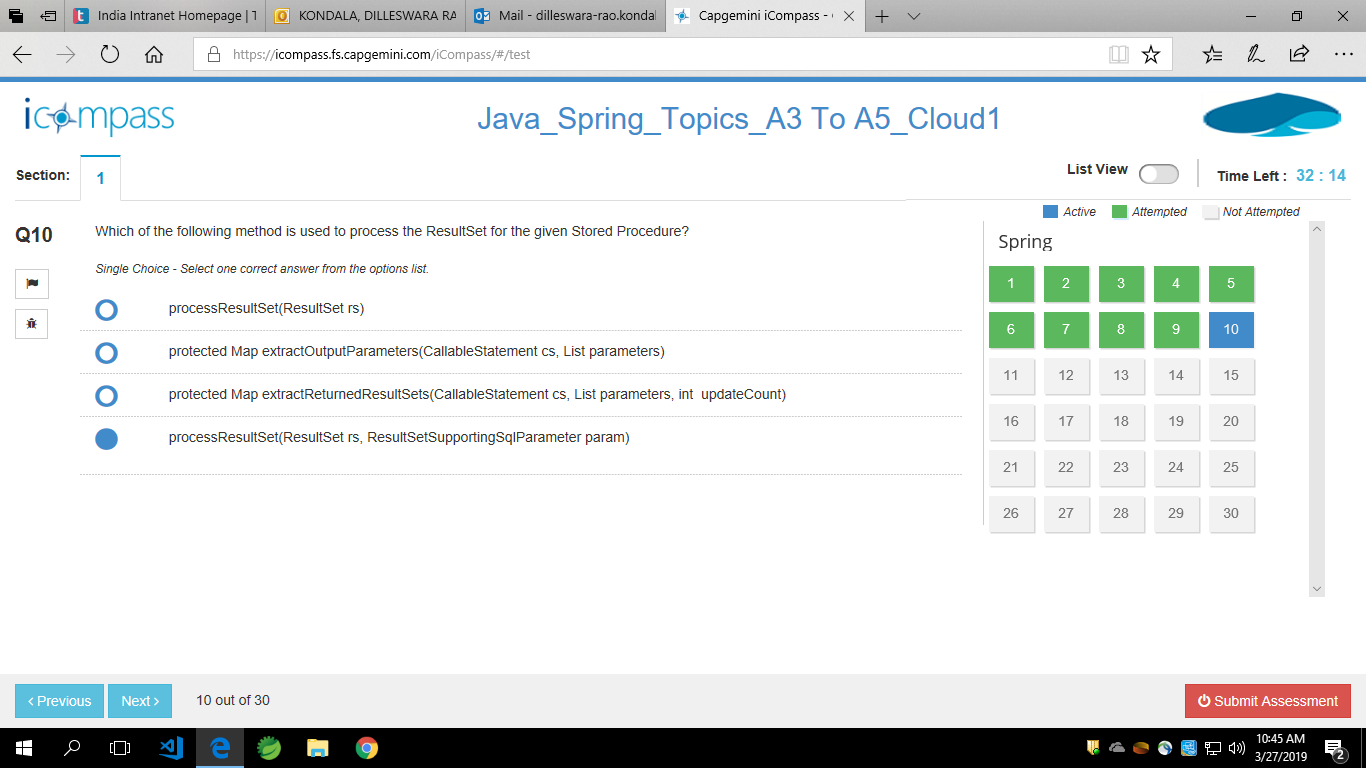 India Intranet Homepage | T
KONDALA, DILLESWARA RA
Mail - dilleswara-rao.kondal
Capgemini iCompass -
https://icompass.fs.capgemini.com/iCompass/#/test
icompass
Java_Spring_Topics_A3 To A5_Cloud1
Section:
1
List View
Time Left : 32 : 14
Active
Attempted
Not Attempted
Q10
Which of the following method is used to process the ResultSet for the given Stored Procedure?
Single Choice - Select one correct answer from the options list.
processResultSet(ResultSet rs)
protected Map extractOutputParameters(CallableStatement cs, List parameters)
protected Map extractReturnedResultSets(CallableStatement cs, List parameters, int updateCount)
processResultSet(ResultSet rs, ResultSetSupportingSqlParameter param)
Spring
1 2 3 4 5
6 7 8 9 10
11 12 13 14 15
16 17 18 19 20
21 22 23 24 25
26 27 28 29 30
‹ Previous
Next ›
10 out of 30
Submit Assessment
10:45 AM
3/27/2019
2